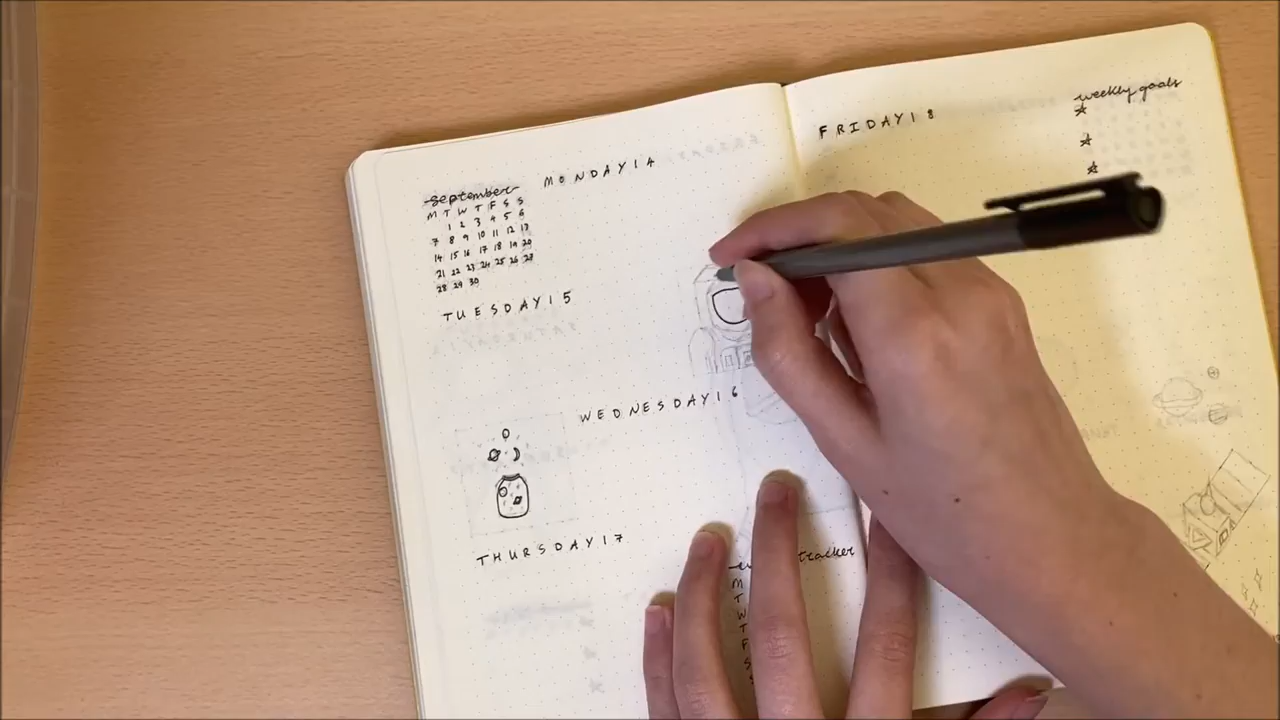 september
M T W T F S S
1 2 3 4 5 6
7 8 9 10 11 12 13
14 15 16 17 18 19 20
21 22 23 24 25 26 27
28 29 30
MONDAY 14
TUESDAY 15
WEDNESDAY 16
THURSDAY 17
tracker
M
T
W
T
F
S
S
FRIDAY 18
weekly goals